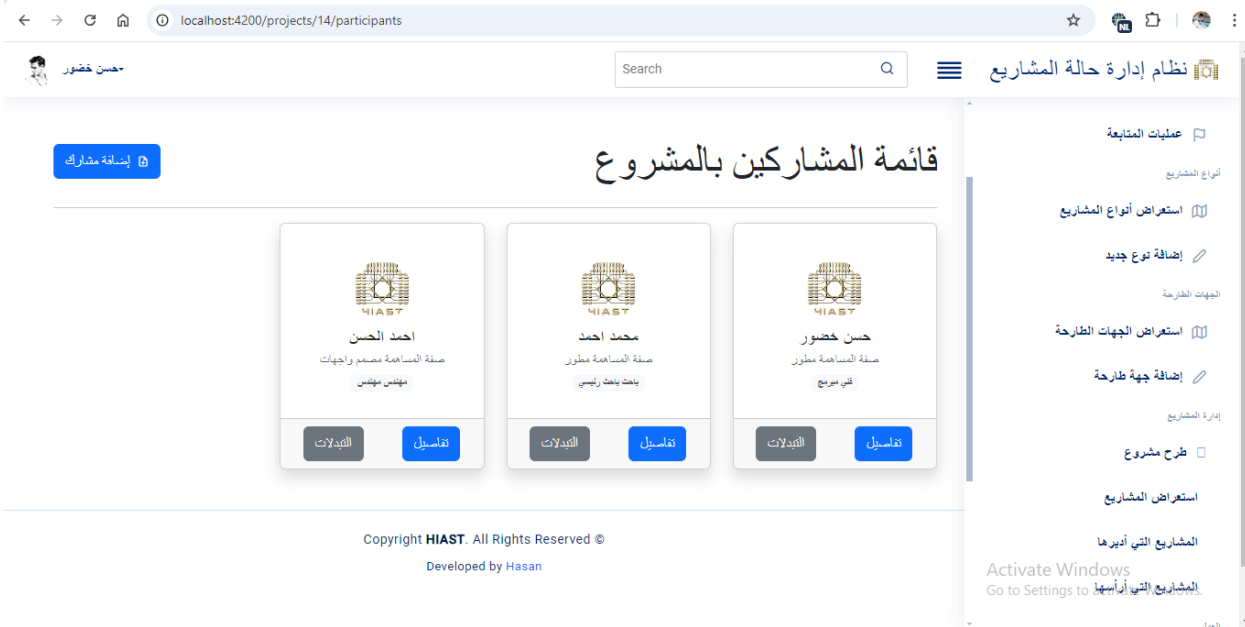 localhost:4200/projects/14/participants
NL
نظام إدارة حالة المشاريع
Search
حسن خضور
عمليات المتابعة
أنواع المشاريع
استعراض أنواع المشاريع
إضافة نوع جديد
الجهات الطارحة
استعراض الجهات الطارحة
إضافة جهة طارحة
إدارة المشاريع
طرح مشروع
استعراض المشاريع
المشاريع التي أديرها
المشاريع التي أرأسها
قائمة المشاركين بالمشروع
إضافة مشارك
HIAST
حسن خضور
صفة المساهمة مطور
فني مبرمج
تفاصيل
التبدلات
HIAST
محمد احمد
صفة المساهمة مطور
باحث باحث رئيسي
تفاصيل
التبدلات
HIAST
احمد الحسن
صفة المساهمة مصمم واجهات
مهندس مهندس
تفاصيل
التبدلات
Copyright HIAST. All Rights Reserved ©
Developed by Hasan
Activate Windows
Go to Settings to activate Windows.